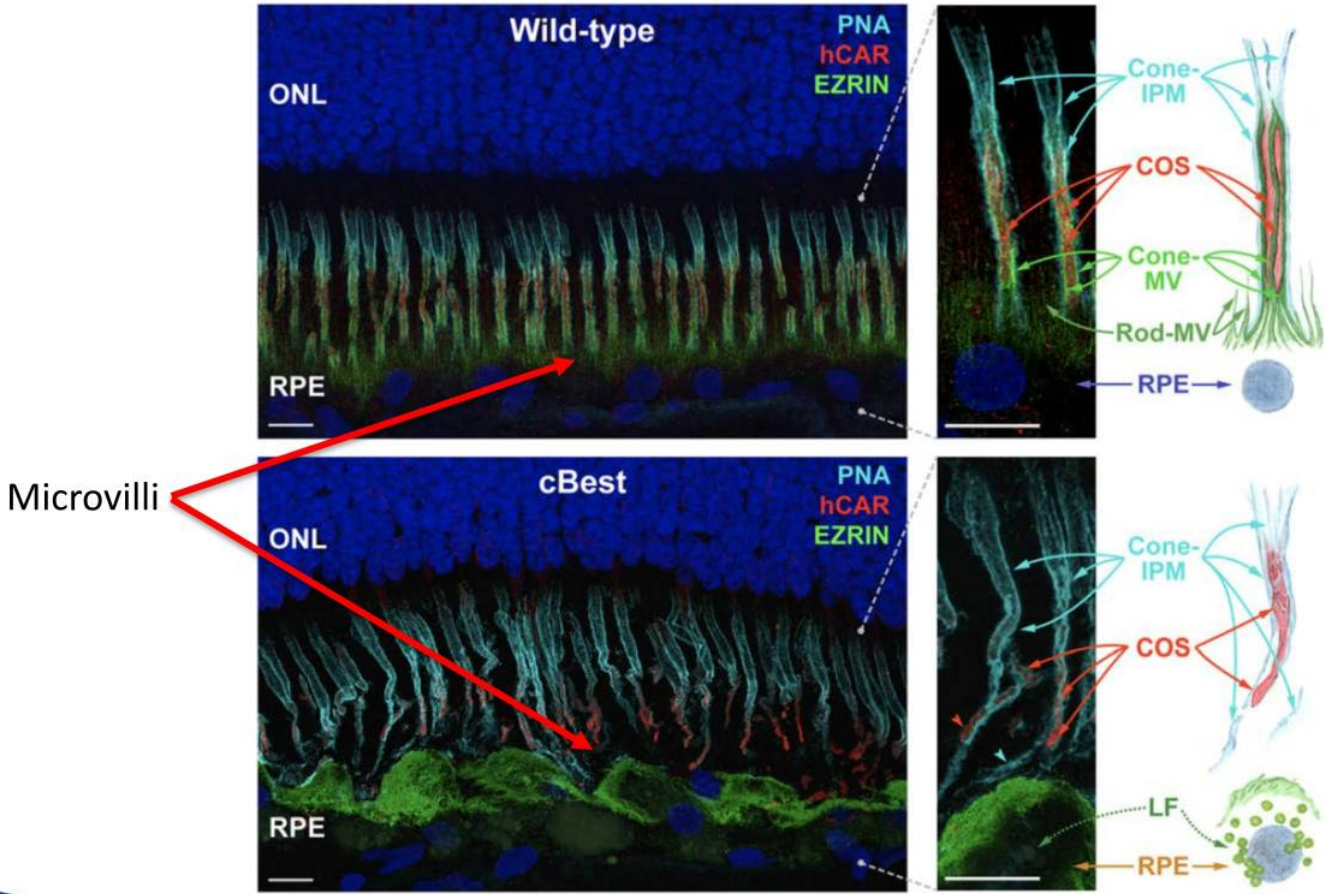 Wild-type
PNA
hCAR
EZRIN
ONL
RPE
Cone-
IPM
COS
Cone-
MV
Rod-MV
RPE
Microvilli
cBest
PNA
hCAR
EZRIN
ONL
RPE
Cone-
IPM
COS
LF
RPE